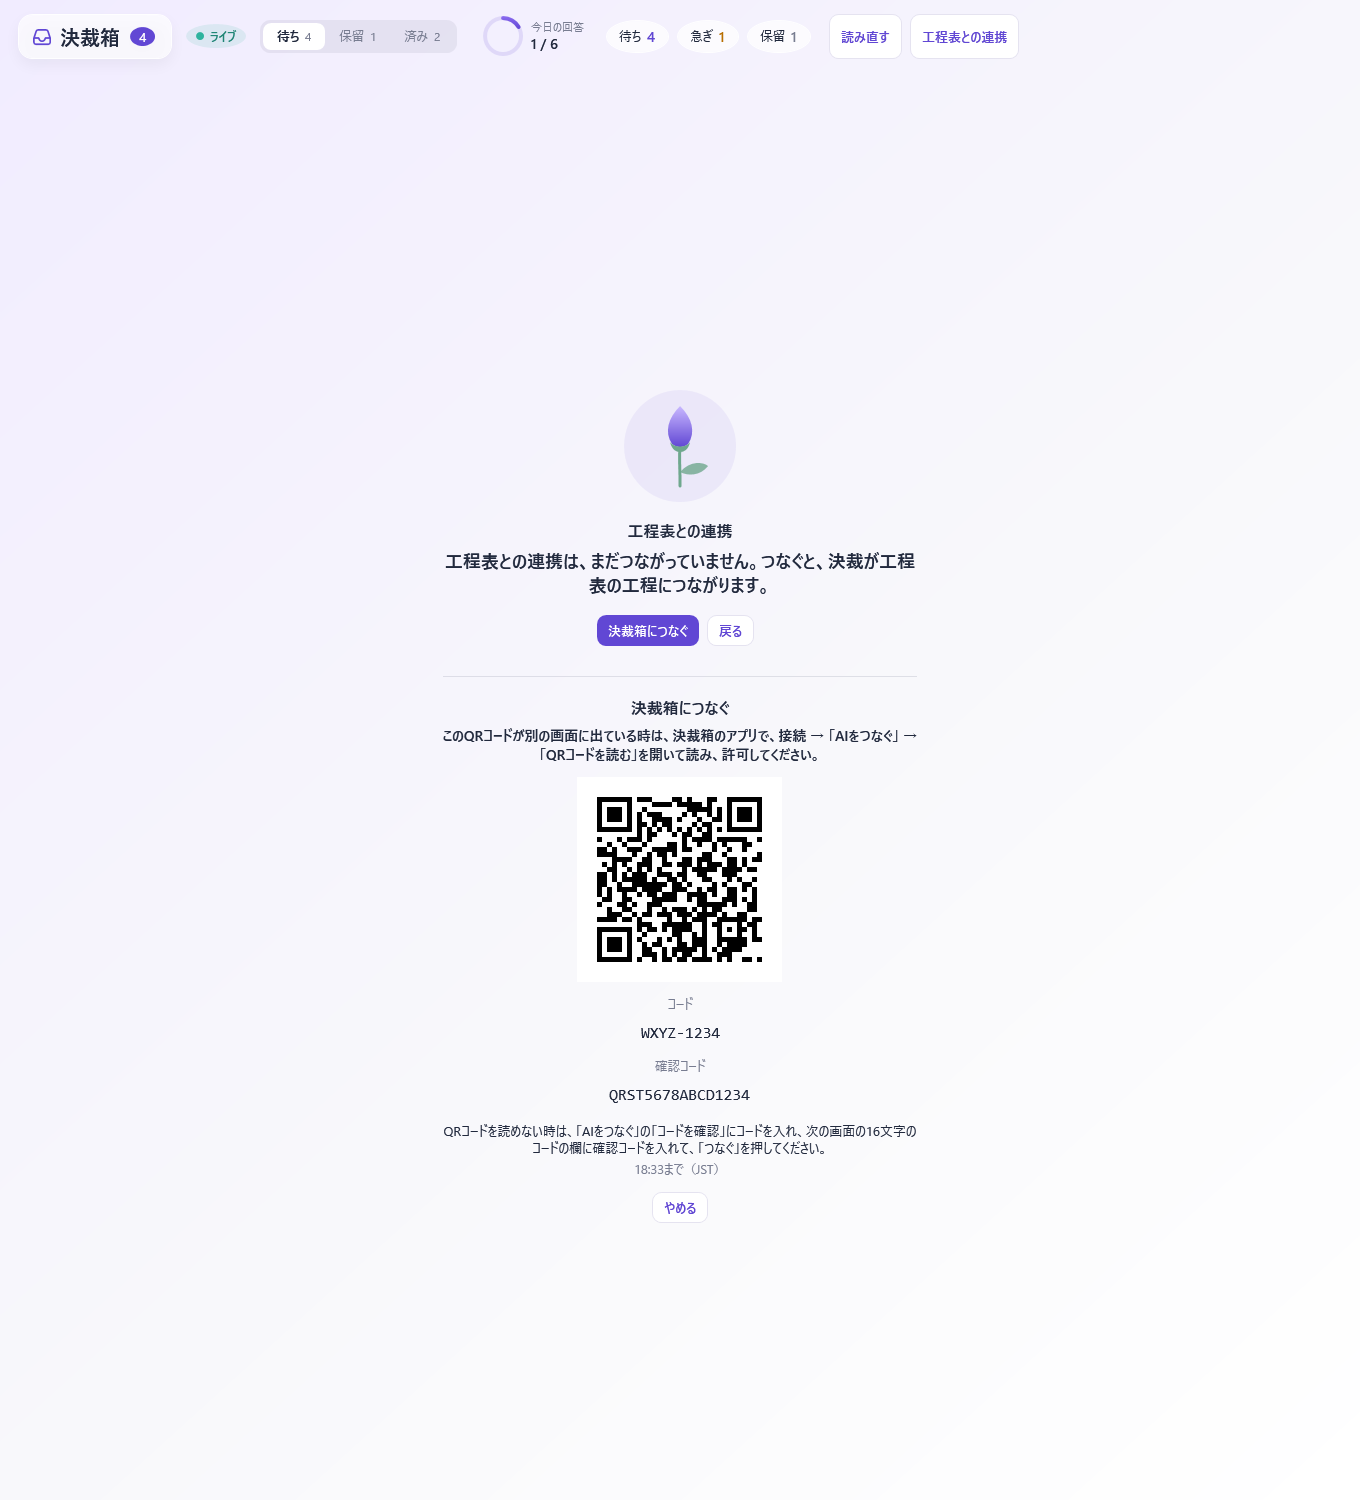 決裁箱 4
ライブ
待ち 4 保留 1 済み 2
今日の回答
1 / 6
待ち 4 急ぎ 1 保留 1
読み直す 工程表との連携
工程表との連携
工程表との連携は、まだつながっていません。つなぐと、決裁が工程
表の工程につながります。
決裁箱につなぐ 戻る
決裁箱につなぐ
このQRコードが別の画面に出ている時は、決裁箱のアプリで、接続 → 「AIをつなぐ」 →
「QRコードを読む」を開いて読み、許可してください。
コード
WXYZ-1234
確認コード
QRST5678ABCD1234
QRコードを読めない時は、「AIをつなぐ」の「コードを確認」にコードを入れ、次の画面の16文字の
コードの欄に確認コードを入れて、「つなぐ」を押してください。
18:33まで（JST）
やめる